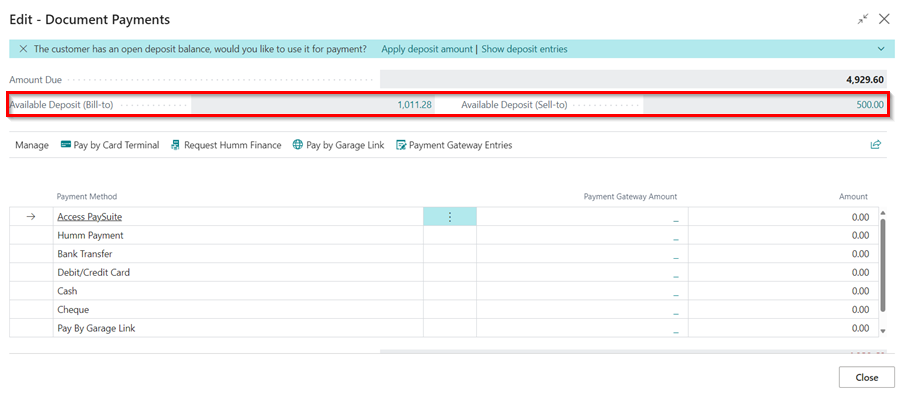 Edit - Document Payments
The customer has an open deposit balance, would you like to use it for payment? Apply deposit amount | Show deposit entries
Amount Due 4,929.60
Available Deposit (Bill-to) 1,011.28 Available Deposit (Sell-to) 500.00
Manage Pay by Card Terminal Request Humm Finance Pay by Garage Link Payment Gateway Entries
Payment Method Payment Gateway Amount Amount
Access PaySuite _ 0.00
Humm Payment _ 0.00
Bank Transfer _ 0.00
Debit/Credit Card _ 0.00
Cash _ 0.00
Cheque _ 0.00
Pay By Garage Link _ 0.00
Close